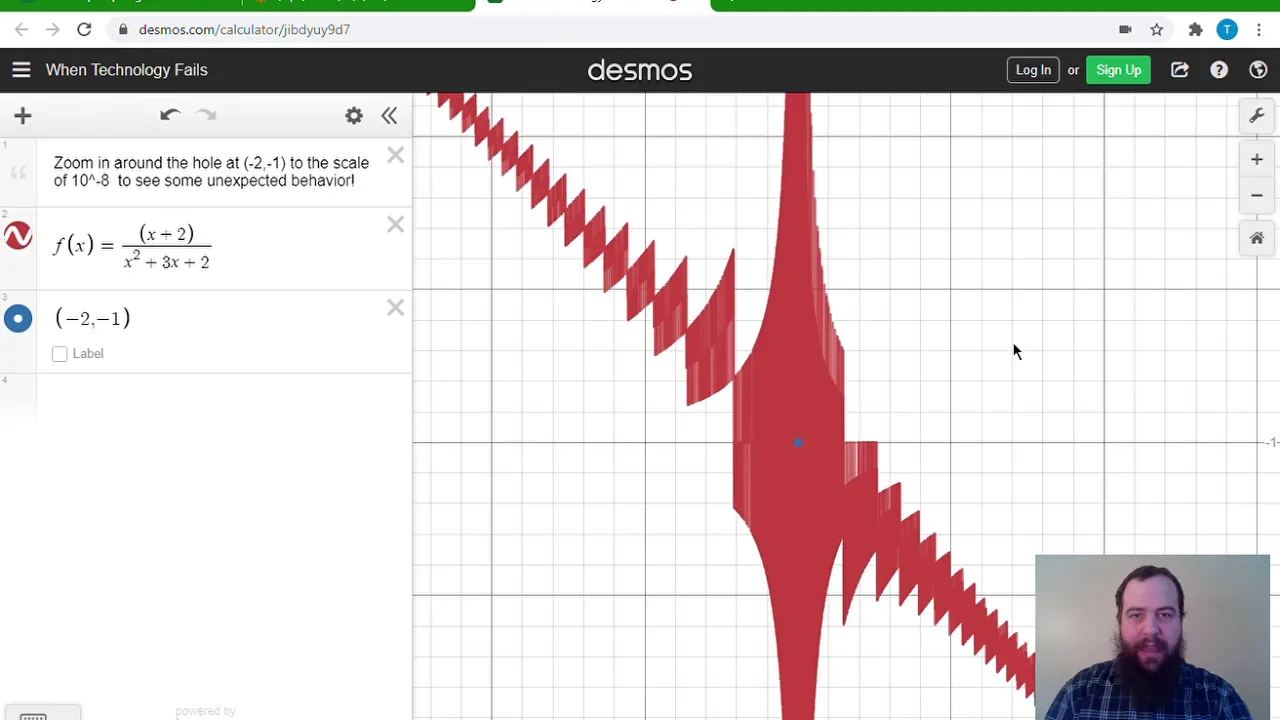 desmos.com/calculator/jibdyuy9d7
T
When Technology Fails
desmos
Log In or Sign Up
1
Zoom in around the hole at (-2,-1) to the scale
of 10^-8 to see some unexpected behavior!
2
f(x) = (x+2)
x² + 3x + 2
3
(−2,−1)
Label
4
-1
powered by